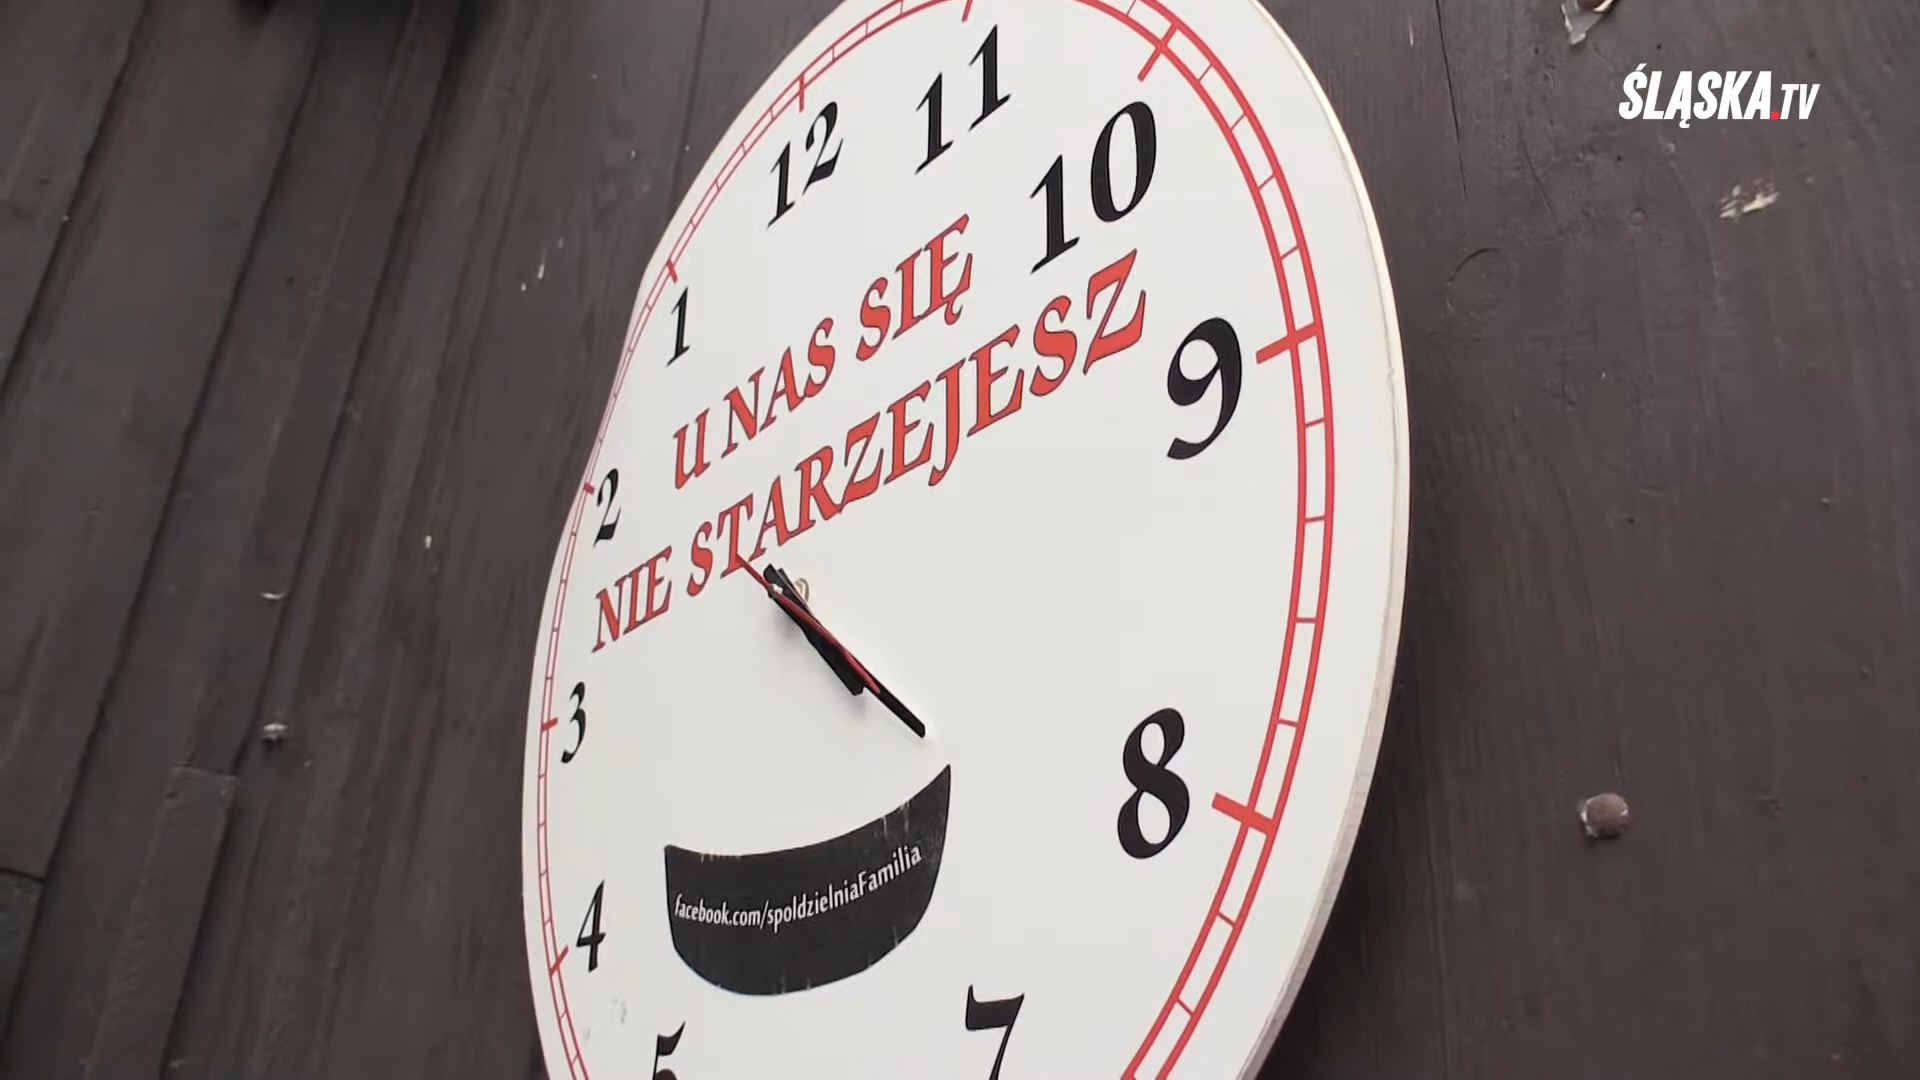 ŚLĄSKA.TV
11
12
10
1
U NAS SIĘ
NIE STARZEJESZ
9
2
3
8
4
facebook.com/spoldzielniaFamilia
7
5